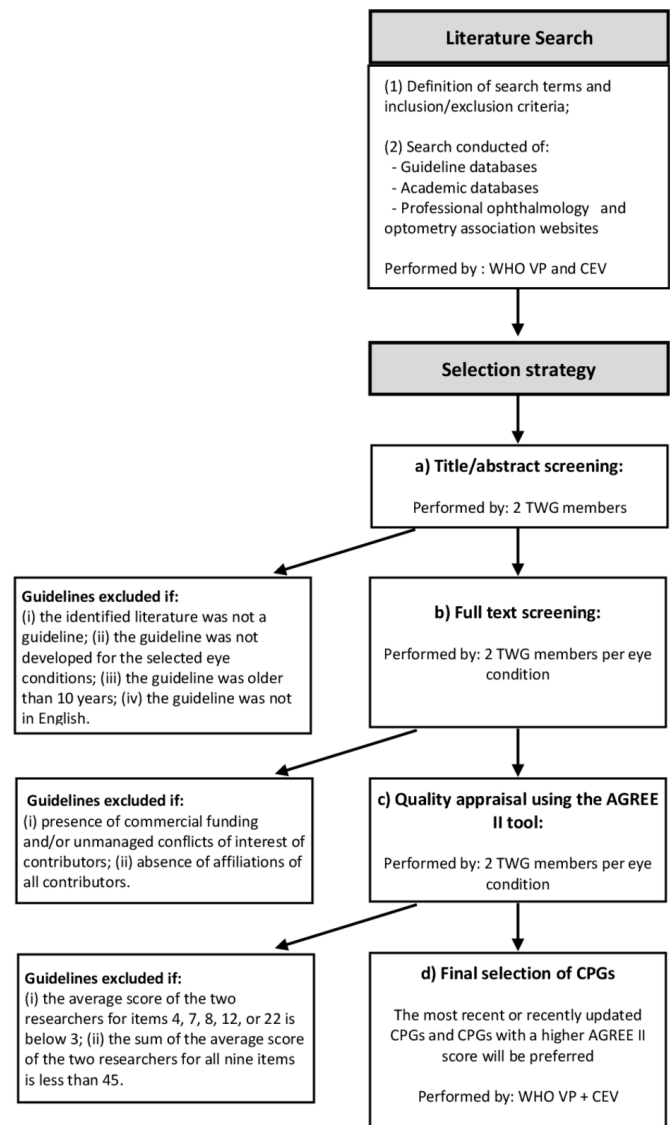 Literature Search
(1) Definition of search terms and
inclusion/exclusion criteria;
(2) Search conducted of:
- Guideline databases
- Academic databases
- Professional ophthalmology and
optometry association websites
Performed by : WHO VP and CEV
Selection strategy
a) Title/abstract screening:
Performed by: 2 TWG members
Guidelines excluded if:
(i) the identified literature was not a
guideline; (ii) the guideline was not
developed for the selected eye
conditions; (iii) the guideline was older
than 10 years; (iv) the guideline was not
in English.
b) Full text screening:
Performed by: 2 TWG members per eye
condition
Guidelines excluded if:
(i) presence of commercial funding
and/or unmanaged conflicts of interest of
contributors; (ii) absence of affiliations of
all contributors.
c) Quality appraisal using the AGREE
II tool:
Performed by: 2 TWG members per eye
condition
Guidelines excluded if:
(i) the average score of the two
researchers for items 4, 7, 8, 12, or 22 is
below 3; (ii) the sum of the average score
of the two researchers for all nine items
is less than 45.
d) Final selection of CPGs
The most recent or recently updated
CPGs and CPGs with a higher AGREE II
score will be preferred
Performed by: WHO VP + CEV